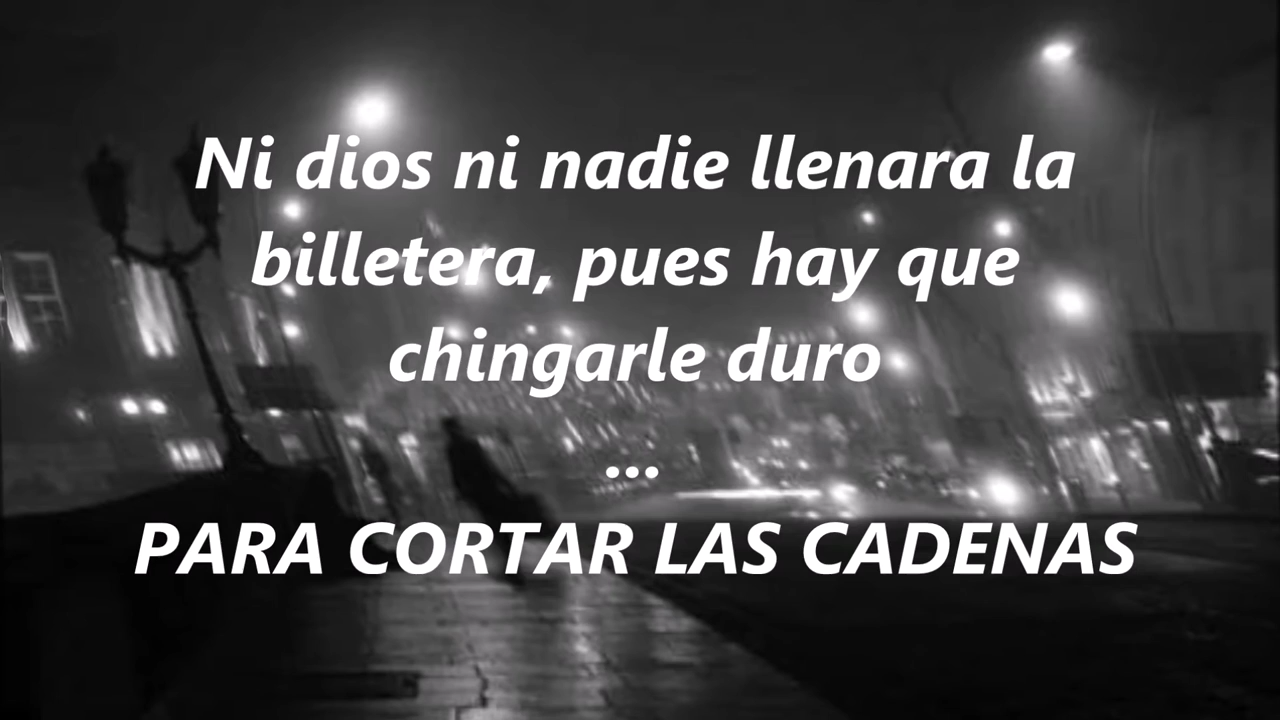 Ni dios ni nadie llenara la
billetera, pues hay que
chingarle duro
...
PARA CORTAR LAS CADENAS